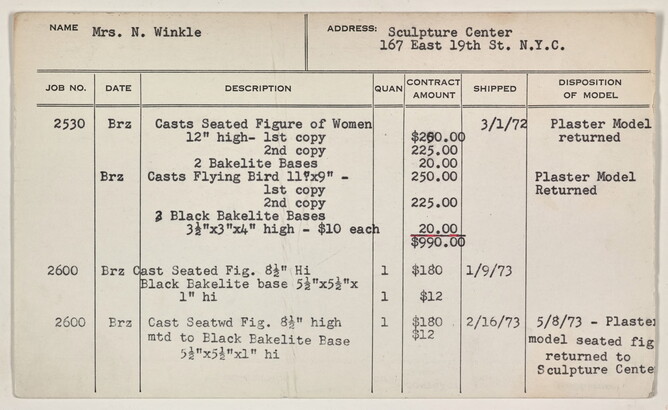 NAME Mrs. N. Winkle ADDRESS: Sculpture Center
167 East 19th St. N.Y.C.
JOB NO. DATE DESCRIPTION QUAN CONTRACT AMOUNT SHIPPED DISPOSITION OF MODEL
2530 Brz Casts Seated Figure of Women 3/1/72 Plaster Model
12" high- 1st copy returned
2nd copy 225.00
2 Bakelite Bases 20.00
Brz Casts Flying Bird 11"x9" - 250.00 Plaster Model
1st copy Returned
2nd copy 225.00
2 Black Bakelite Bases
3½"x3"x4" high - $10 each 20.00
$990.00
2600 Brz Cast Seated Fig. 8½" Hi 1 $180 1/9/73
Black Bakelite base 5½"x5½"x
1" hi 1 $12
2600 Brz Cast Seatwd Fig. 8½" high 1 $180 2/16/73 5/8/73 - Plaster
mtd to Black Bakelite Base $12 model seated fig
5½"x5½"x1" hi returned to
Sculpture Cente